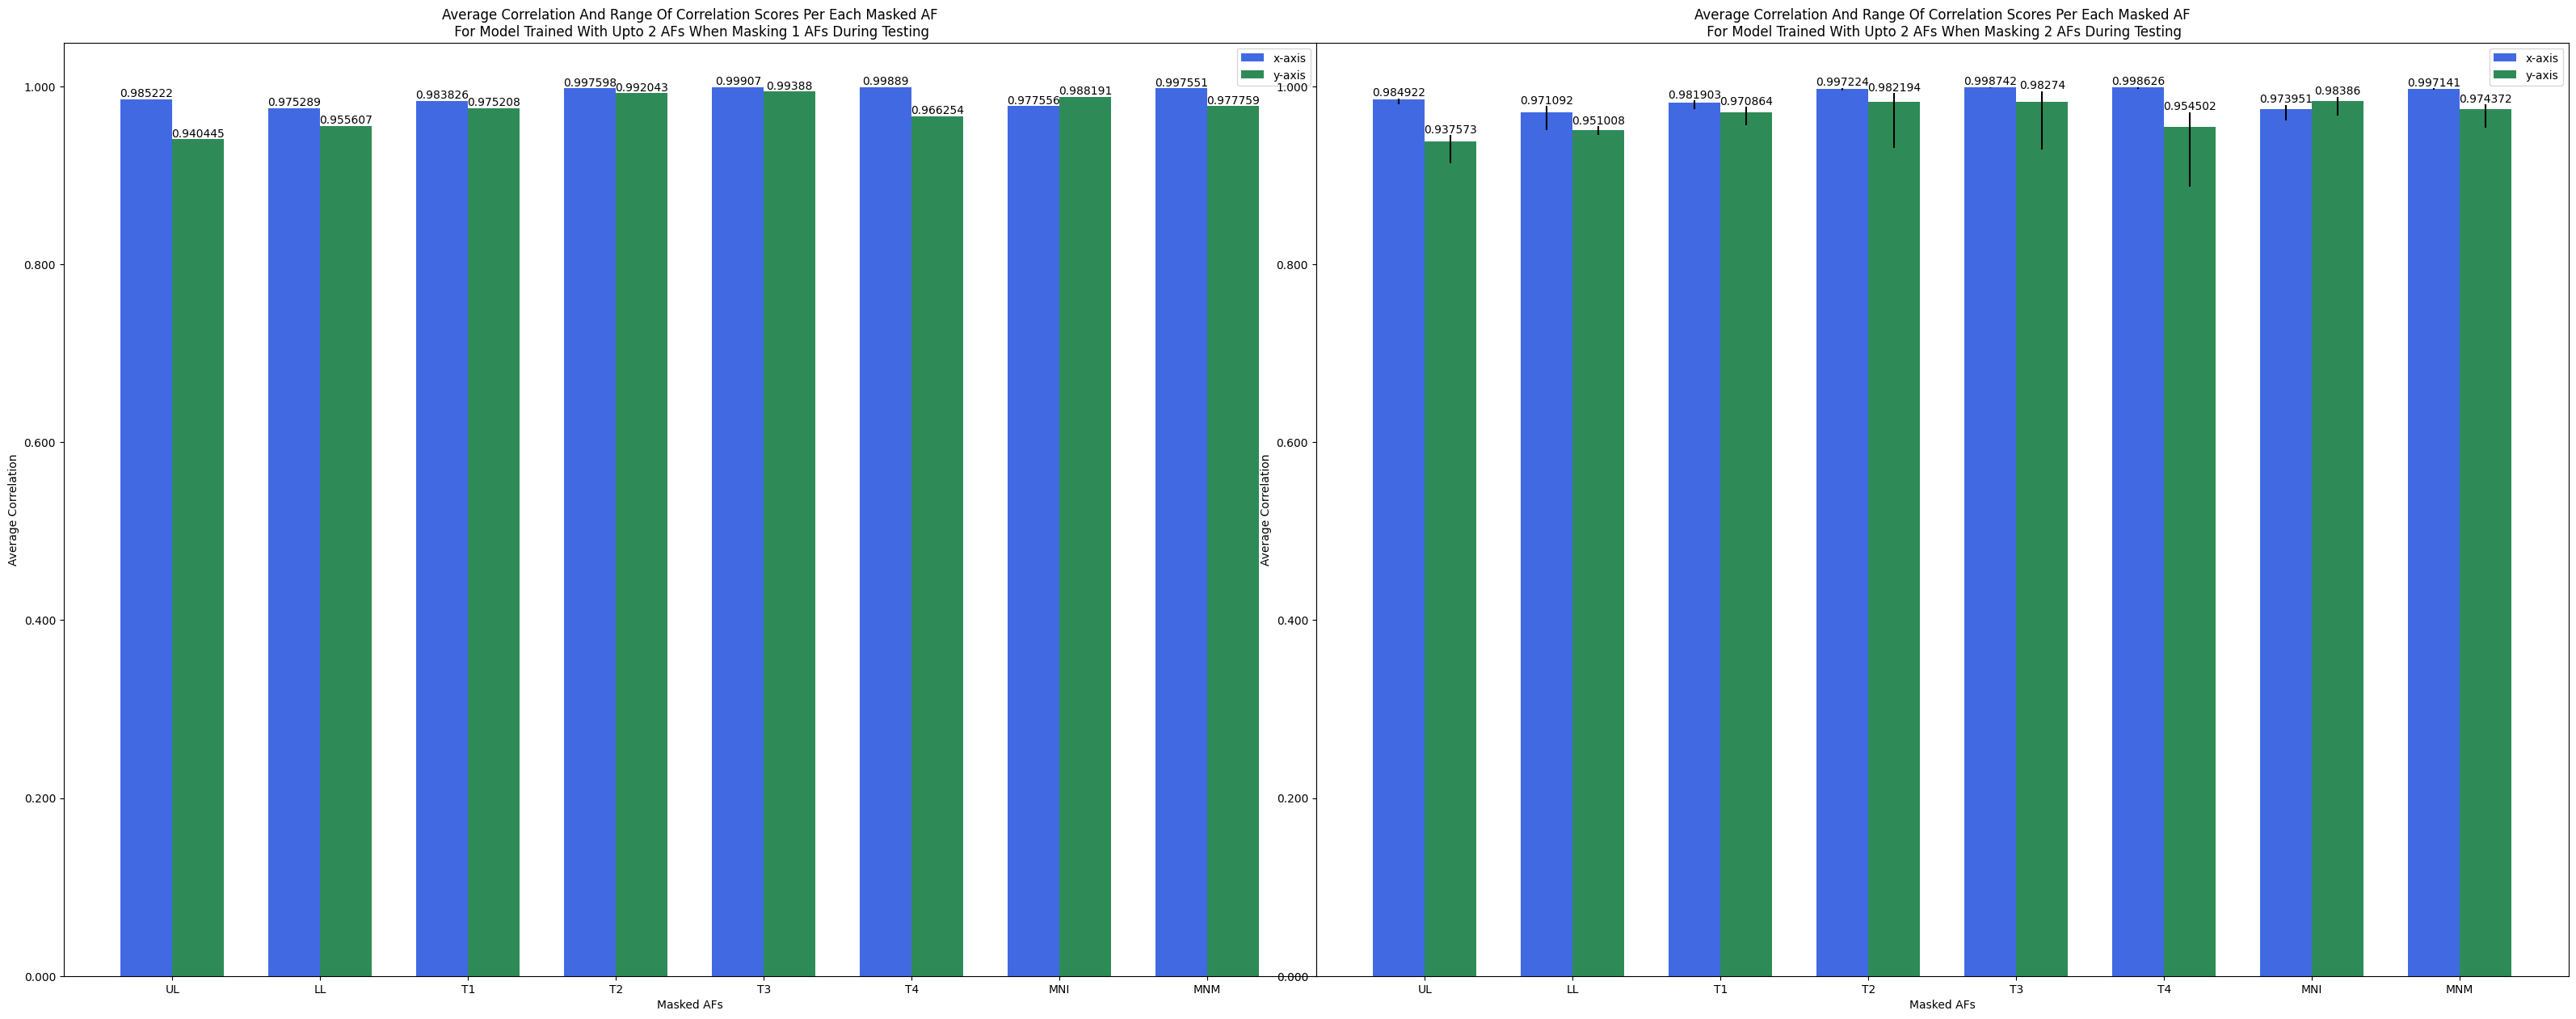 Average Correlation And Range Of Correlation Scores Per Each Masked AF
For Model Trained With Upto 2 AFs When Masking 1 AFs During Testing
x-axis
y-axis
1.000
0.800
0.600
0.400
0.200
0.000
Average Correlation
0.985222
0.940445
0.975289
0.955607
0.983826
0.975208
0.997598
0.992043
0.99907
0.99388
0.99889
0.966254
0.977556
0.988191
0.997551
0.977759
UL
LL
T1
T2
T3
T4
MNI
MNM
Masked AFs
Average Correlation And Range Of Correlation Scores Per Each Masked AF
For Model Trained With Upto 2 AFs When Masking 2 AFs During Testing
x-axis
y-axis
1.000
0.800
0.600
0.400
0.200
0.000
Average Correlation
0.984922
0.937573
0.971092
0.951008
0.981903
0.970864
0.997224
0.982194
0.998742
0.98274
0.998626
0.954502
0.973951
0.98386
0.997141
0.974372
UL
LL
T1
T2
T3
T4
MNI
MNM
Masked AFs